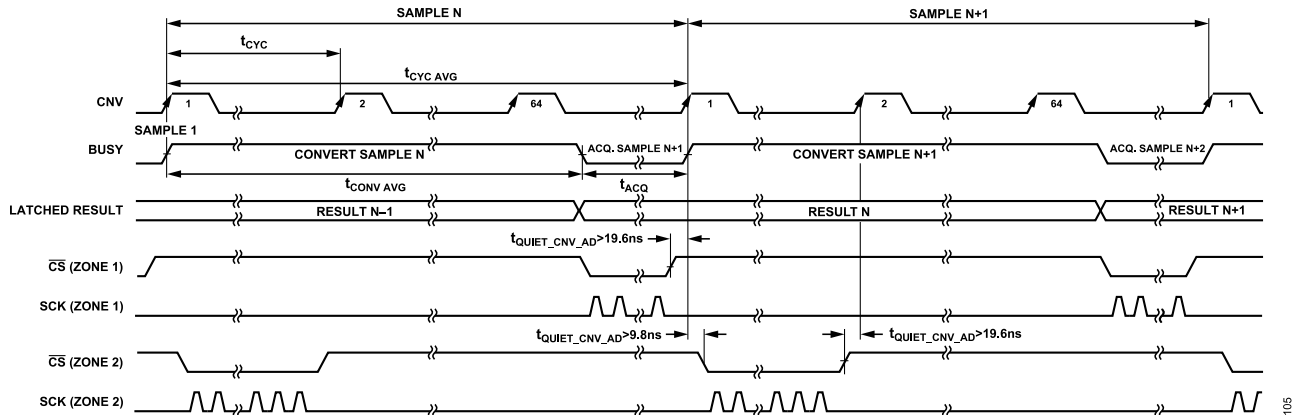 SAMPLE N
SAMPLE N+1
tCYC
tCYC AVG
CNV
1
2
64
1
2
64
1
SAMPLE 1
BUSY
CONVERT SAMPLE N
ACQ. SAMPLE N+1
CONVERT SAMPLE N+1
ACQ. SAMPLE N+2
tCONV AVG
tACQ
LATCHED RESULT
RESULT N–1
RESULT N
RESULT N+1
tQUIET_CNV_AD>19.6ns
CS (ZONE 1)
SCK (ZONE 1)
tQUIET_CNV_AD>9.8ns
tQUIET_CNV_AD>19.6ns
CS (ZONE 2)
SCK (ZONE 2)
105